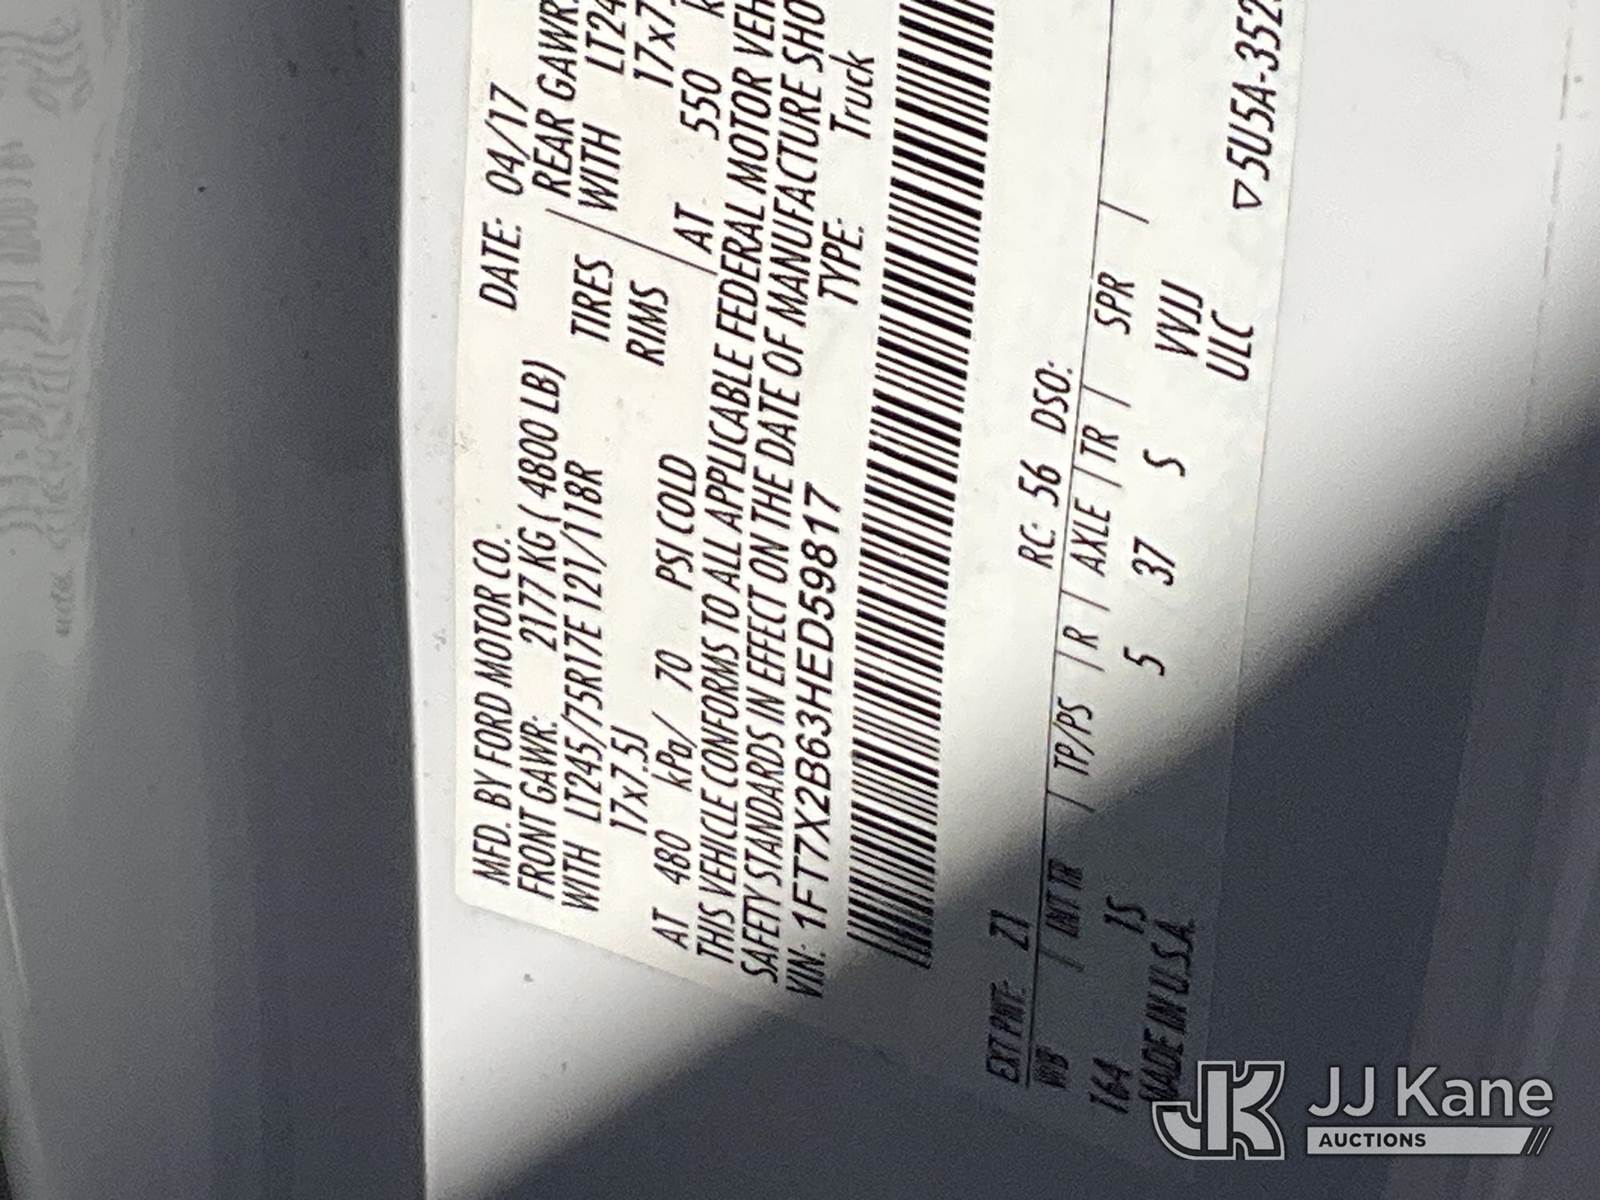 MFD. BY FORD MOTOR CO.
DATE: 04/17
FRONT GAWR: 2177 KG ( 4800 LB)
REAR GAWR:
WITH LT245/75R17E 121/118R
TIRES
WITH
17x7.5J
RIMS
AT 480 kPa/ 70 PSI COLD
AT 550
THIS VEHICLE CONFORMS TO ALL APPLICABLE FEDERAL MOTOR
SAFETY STANDARDS IN EFFECT ON THE DATE OF MANUFACTURE
VIN: 1FT7X2B63HED59817
TYPE: Truck
EXT PNT: Z1
RC: 56 DSO:
WB / INT TR / TP/PS / R / AXLE / TR / SPR /
164 15 5 37 S VVJJ
MADE IN U.S.A.
ULC
▽5U5A-352
JK JJ Kane
AUCTIONS